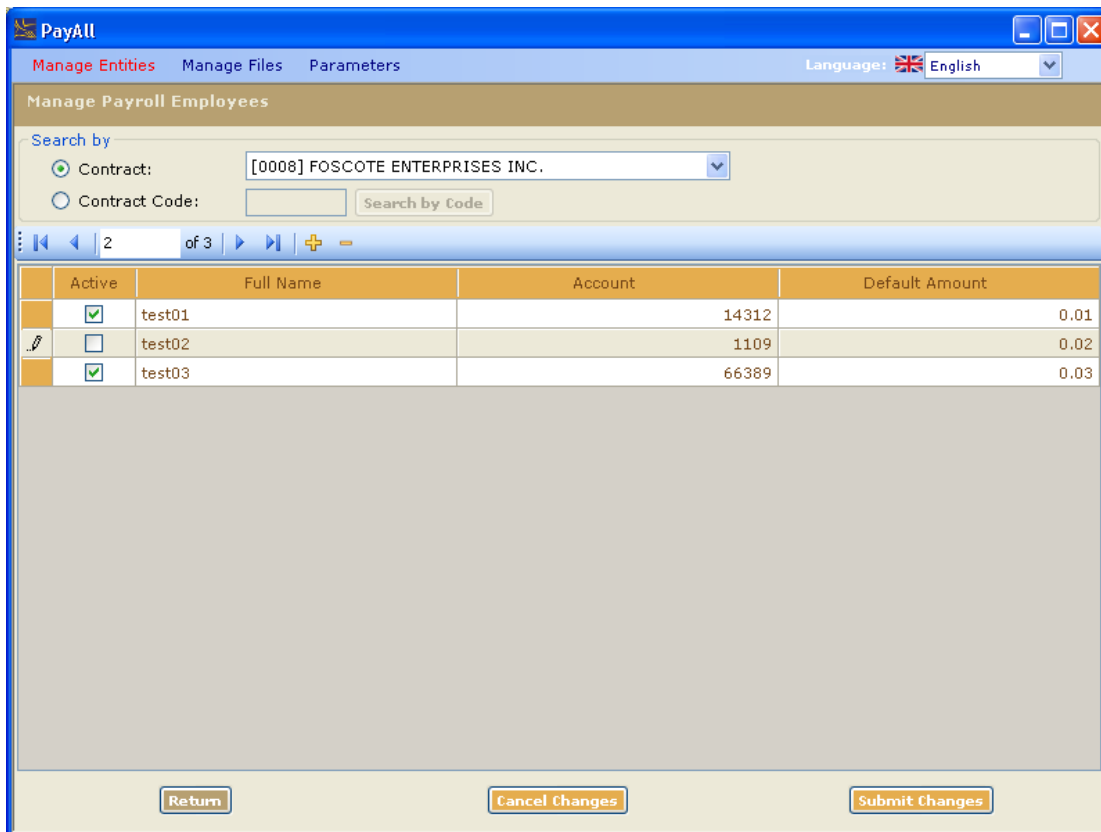 PayAll
Manage Entities Manage Files Parameters Language: English
Manage Payroll Employees
Search by
Contract: [0008] FOSCOTE ENTERPRISES INC.
Contract Code: Search by Code
2 of 3
Active Full Name Account Default Amount
test01 14312 0.01
test02 1109 0.02
test03 66389 0.03
Return Cancel Changes Submit Changes